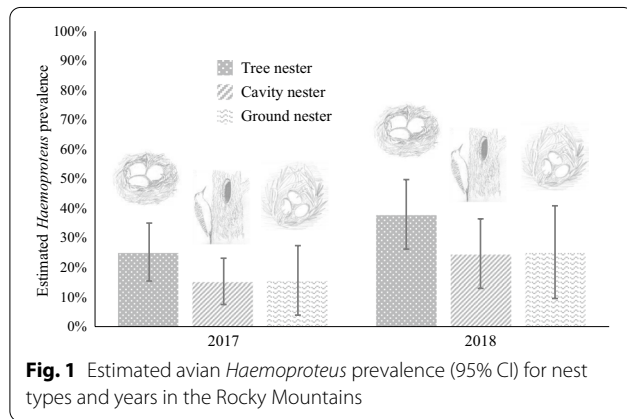 100%
90%
80%
70%
60%
50%
40%
30%
20%
10%
0%
Estimated Haemoproteus prevalence
Tree nester
Cavity nester
Ground nester
2017
2018
Fig. 1 Estimated avian Haemoproteus prevalence (95% CI) for nest
types and years in the Rocky Mountains